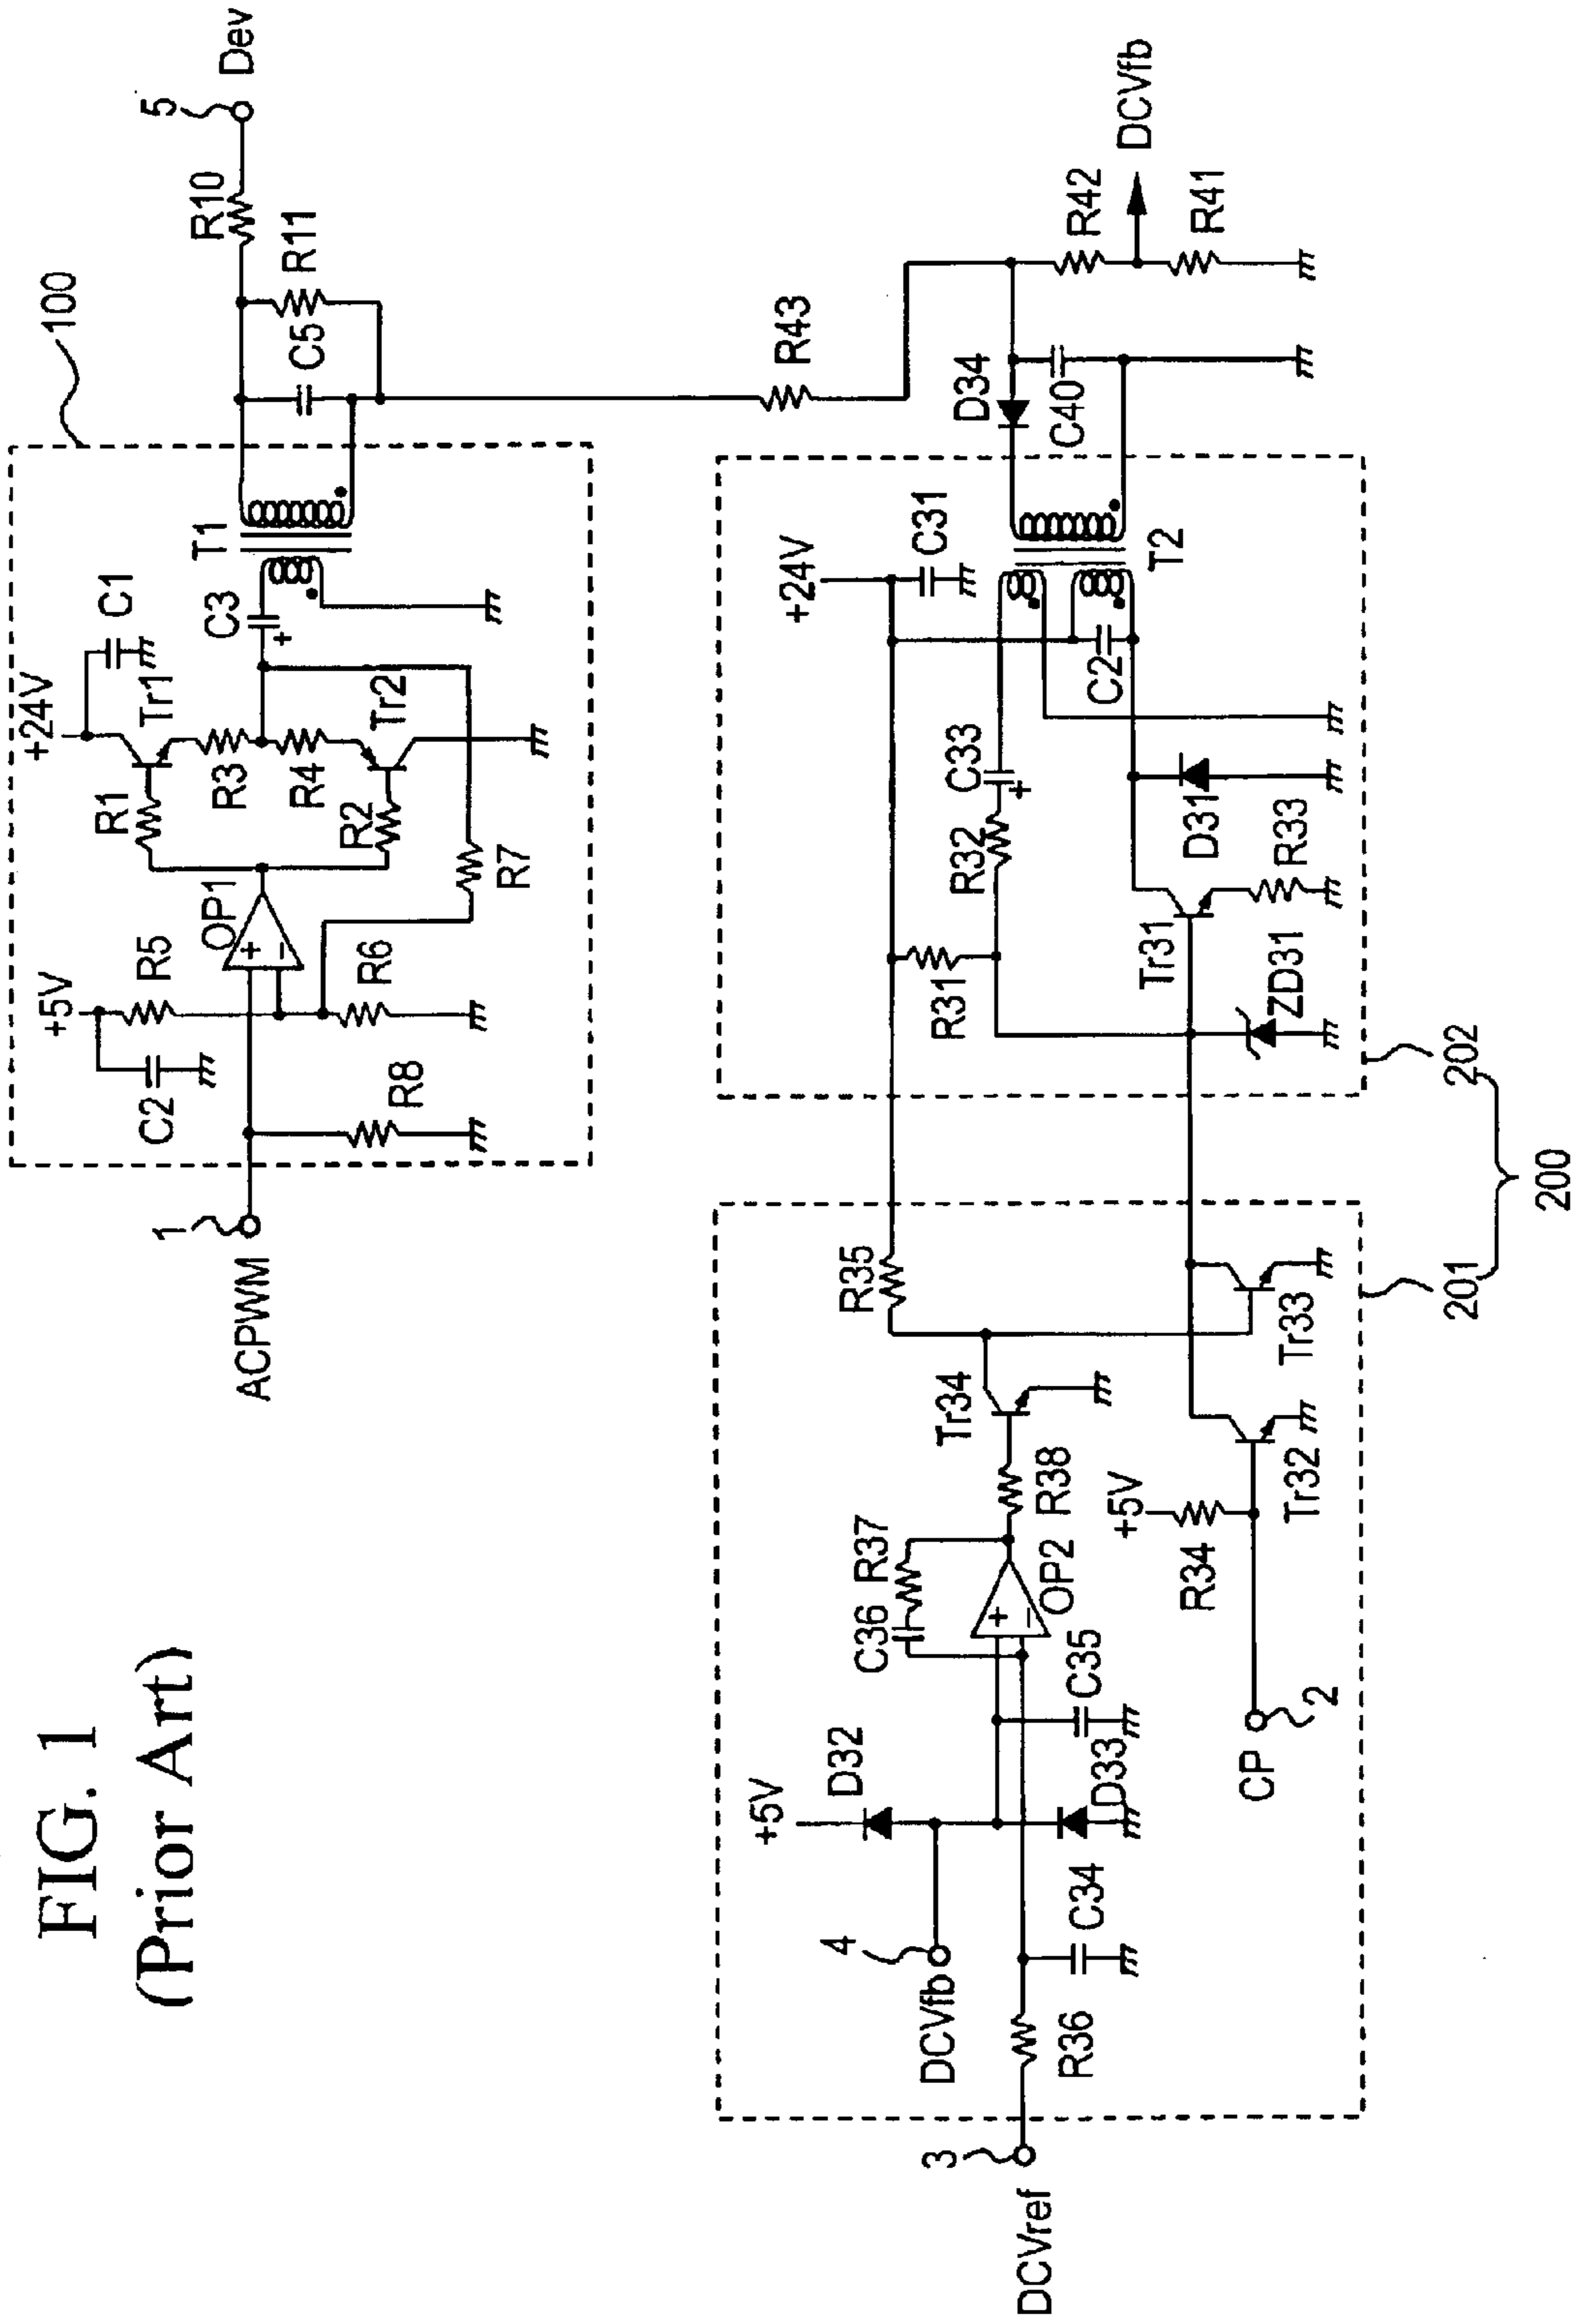 FIG. 1
(Prior Art)
100
ACPWM
1
+5V
C2
R5
R8
R6
OP1
R7
R1
R2
+24V
C1
Tr1
R3
R4
Tr2
C3
T1
C5
R11
R10
5
Dev
R43
DCVref
3
R36
C34
DCVfb
4
+5V
D32
D33
C35
C36
R37
OP2
R38
Tr34
CP
2
+5V
R34
Tr32
Tr33
R35
201
200
202
R31
R32
C33
Tr31
ZD31
R33
D31
C2
+24V
C31
T2
D34
C40
R42
R41
DCVfb